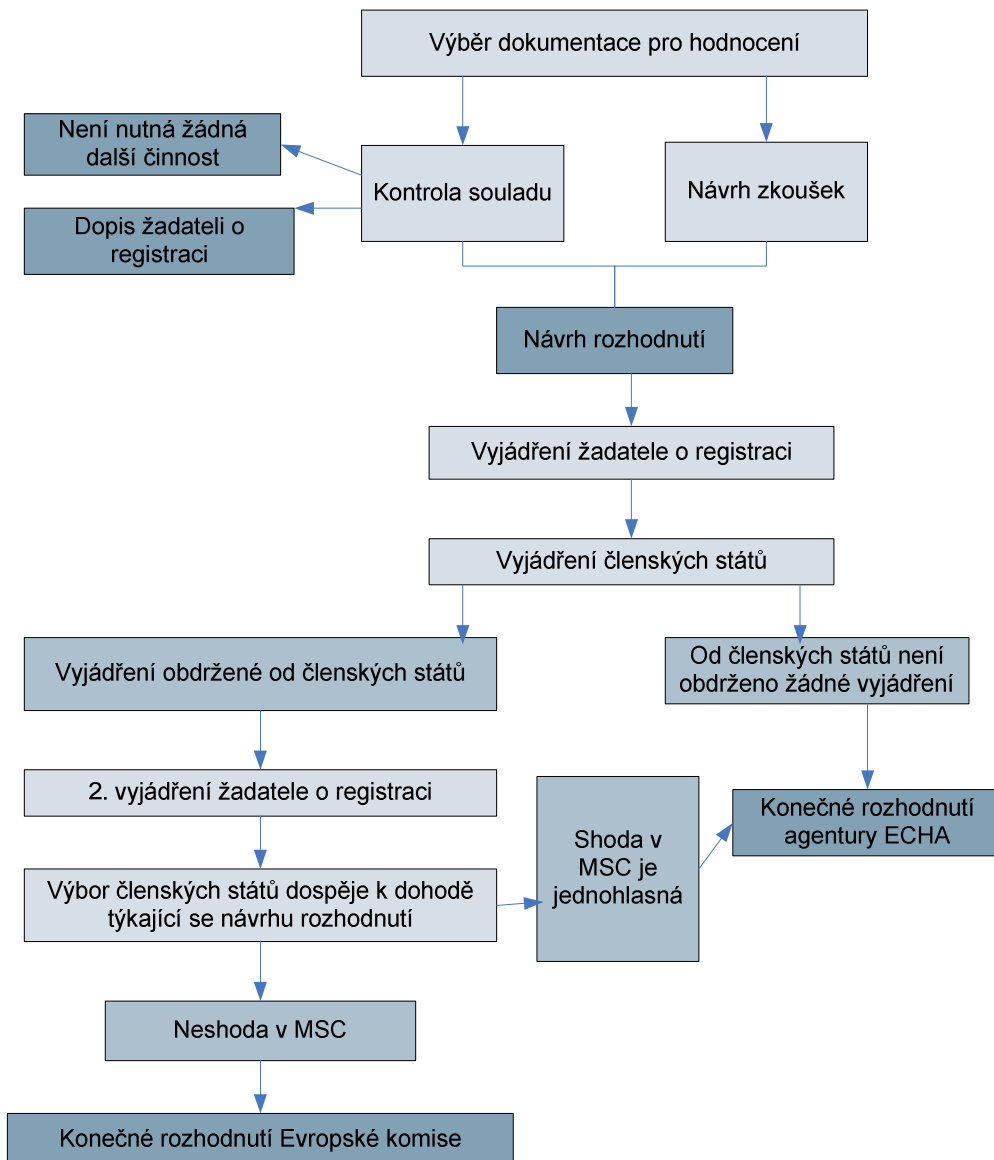 Výběr dokumentace pro hodnocení
Není nutná žádná
další činnost
Kontrola souladu
Návrh zkoušek
Dopis žadateli o
registraci
Návrh rozhodnutí
Vyjádření žadatele o registraci
Vyjádření členských států
Vyjádření obdržené od členských států
Od členských států není
obdrženo žádné vyjádření
2. vyjádření žadatele o registraci
Shoda v
MSC je
jednohlasná
Konečné rozhodnutí
agentury ECHA
Výbor členských států dospěje k dohodě
týkající se návrhu rozhodnutí
Neshoda v MSC
Konečné rozhodnutí Evropské komise